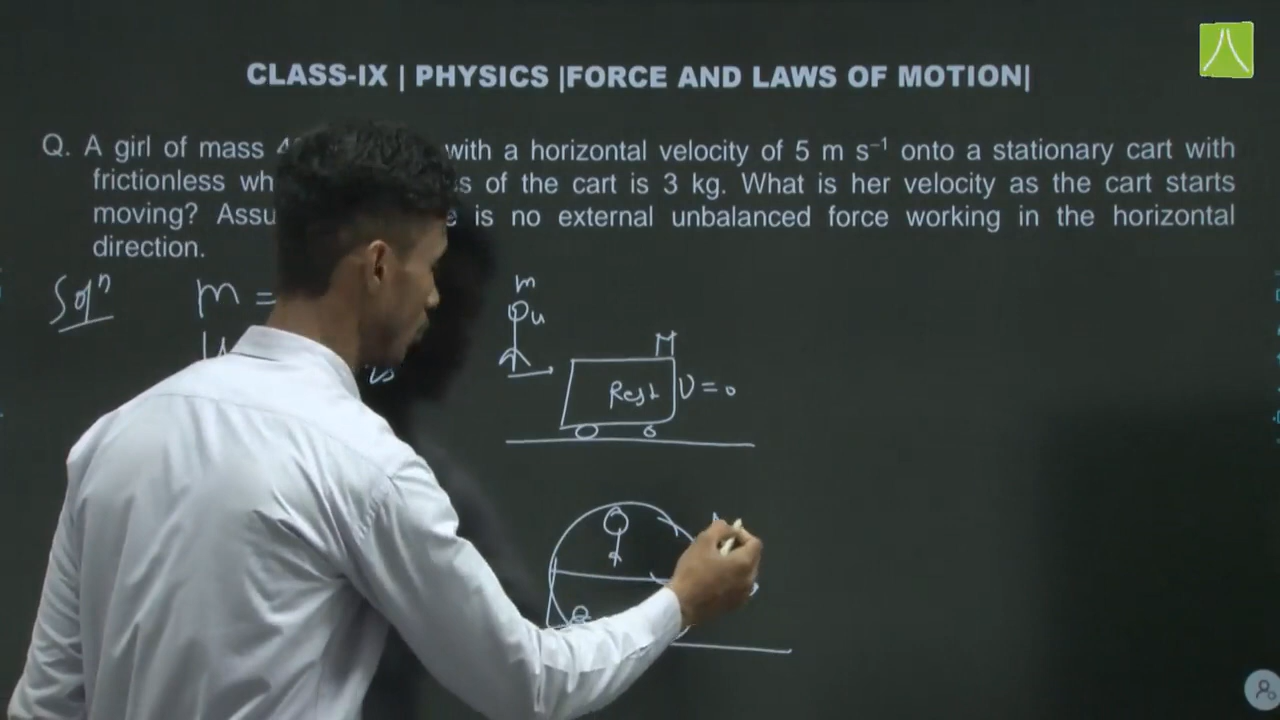 CLASS-IX | PHYSICS |FORCE AND LAWS OF MOTION|
Q. A girl of mass 4 with a horizontal velocity of 5 m s⁻¹ onto a stationary cart with
frictionless wh s of the cart is 3 kg. What is her velocity as the cart starts
moving? Assu e is no external unbalanced force working in the horizontal
direction.
Solⁿ m =
m
u
M
Rest U = 0